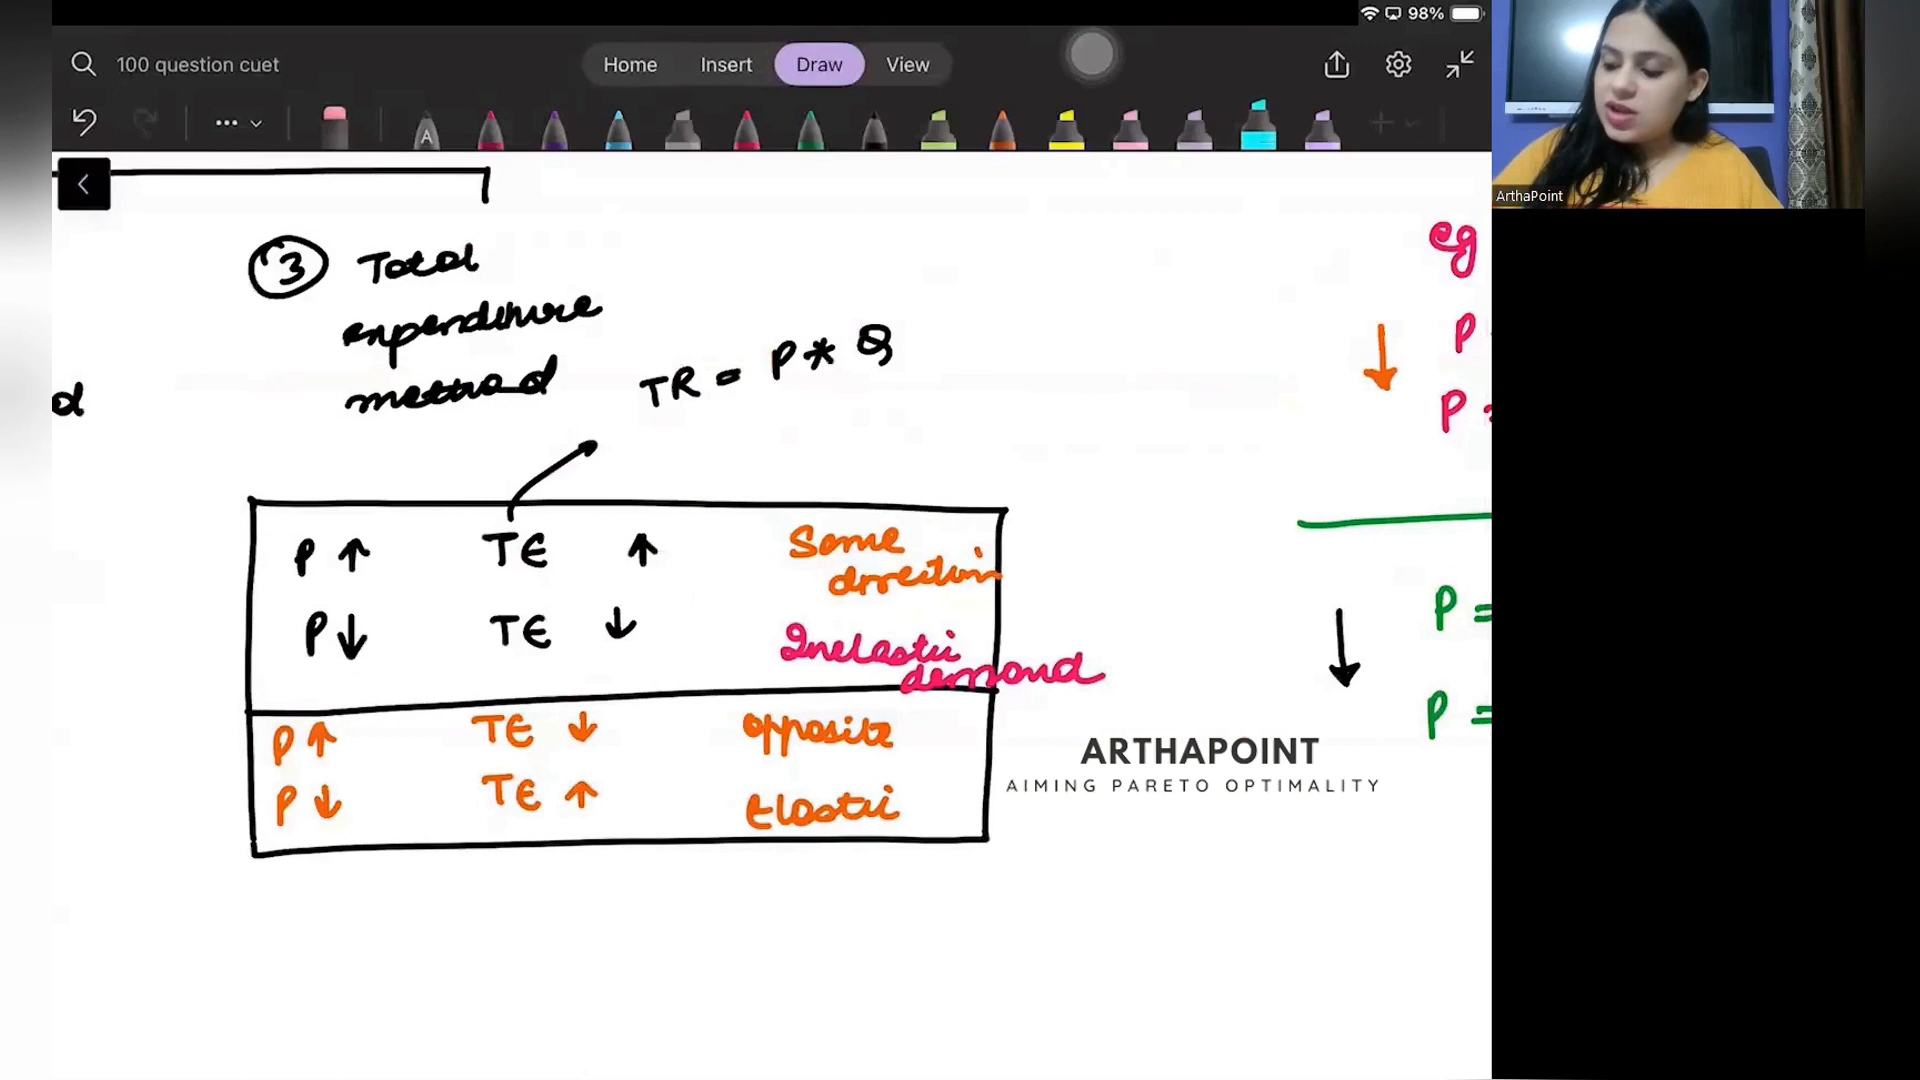 98%
100 question cuet
Home Insert Draw View
A
ArthaPoint
eg
3 Total
expenditure
method
TR = P * Q
d
P
P =
P ↑ TE ↑ Same direction
P ↓ TE ↓ Inelastic demand
P ↑ TE ↓ opposite
P ↓ TE ↑ Elastic
P =
P =
ARTHAPOINT
AIMING PARETO OPTIMALITY